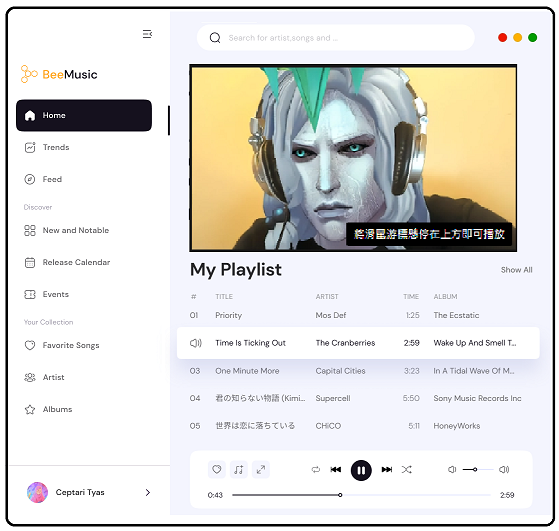 Search for artist,songs and ...
BeeMusic
Home
Trends
Feed
Discover
New and Notable
Release Calendar
Events
Your Collection
Favorite Songs
Artist
Albums
Ceptari Tyas
將滑鼠游標懸停在上方即可播放
My Playlist
Show All
# TITLE ARTIST TIME ALBUM
01 Priority Mos Def 1:25 The Ecstatic
Time Is Ticking Out The Cranberries 2:59 Wake Up And Smell T...
03 One Minute More Capital Cities 3:23 In A Tidal Wave Of M...
04 君の知らない物語 (Kimi... Supercell 5:50 Sony Music Records Inc
05 世界は恋に落ちている CHiCO 5:11 HoneyWorks
0:43 2:59